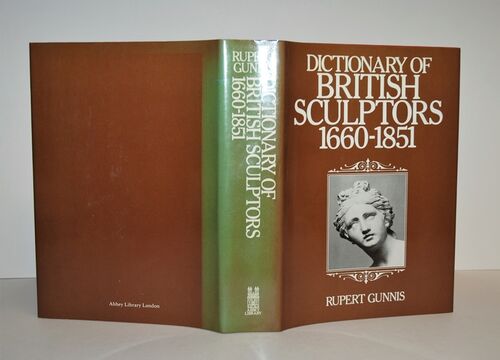 DICTIONARY OF
BRITISH
SCULPTORS
1660-1851
RUPERT GUNNIS
RUPERT
GUNNIS
DICTIONARY OF
BRITISH SCULPTORS
1660-1851
LIBRARY
Abbey Library London